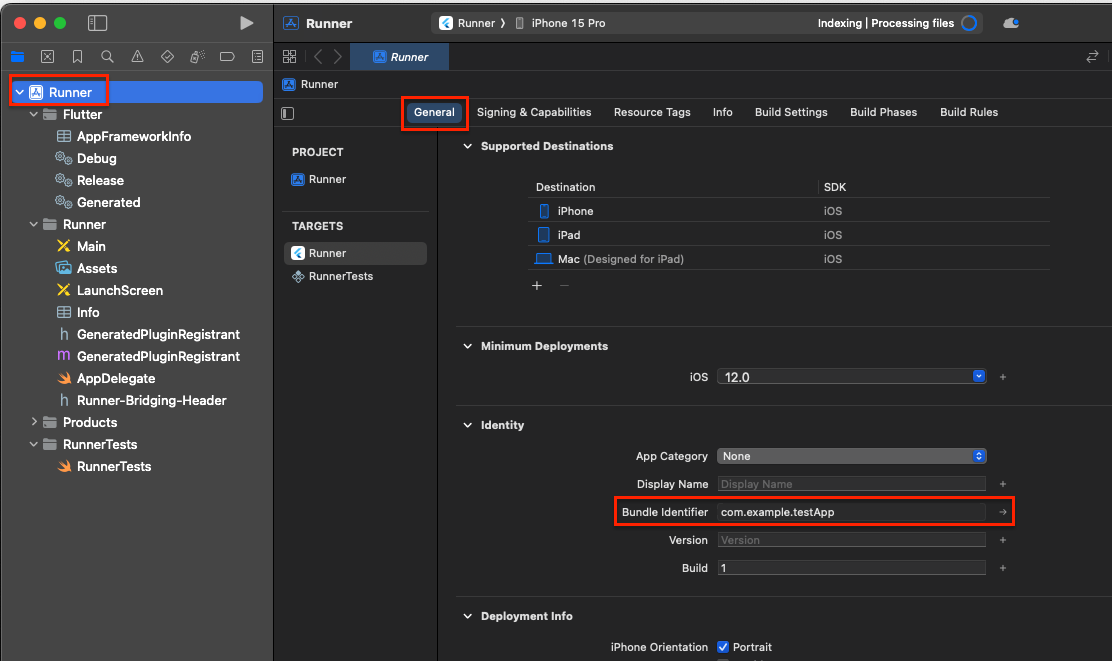 Runner
Runner 〉 iPhone 15 Pro
Indexing | Processing files
Runner
Runner
Runner
Flutter
AppFrameworkInfo
Debug
Release
Generated
Runner
Main
Assets
LaunchScreen
Info
h GeneratedPluginRegistrant
m GeneratedPluginRegistrant
AppDelegate
h Runner-Bridging-Header
Products
RunnerTests
RunnerTests
General Signing & Capabilities Resource Tags Info Build Settings Build Phases Build Rules
PROJECT
Runner
TARGETS
Runner
RunnerTests
Supported Destinations
Destination SDK
iPhone iOS
iPad iOS
Mac (Designed for iPad) iOS
+ −
Minimum Deployments
iOS 12.0 +
Identity
App Category None
Display Name Display Name +
Bundle Identifier com.example.testApp →
Version Version +
Build 1 +
Deployment Info
iPhone Orientation Portrait